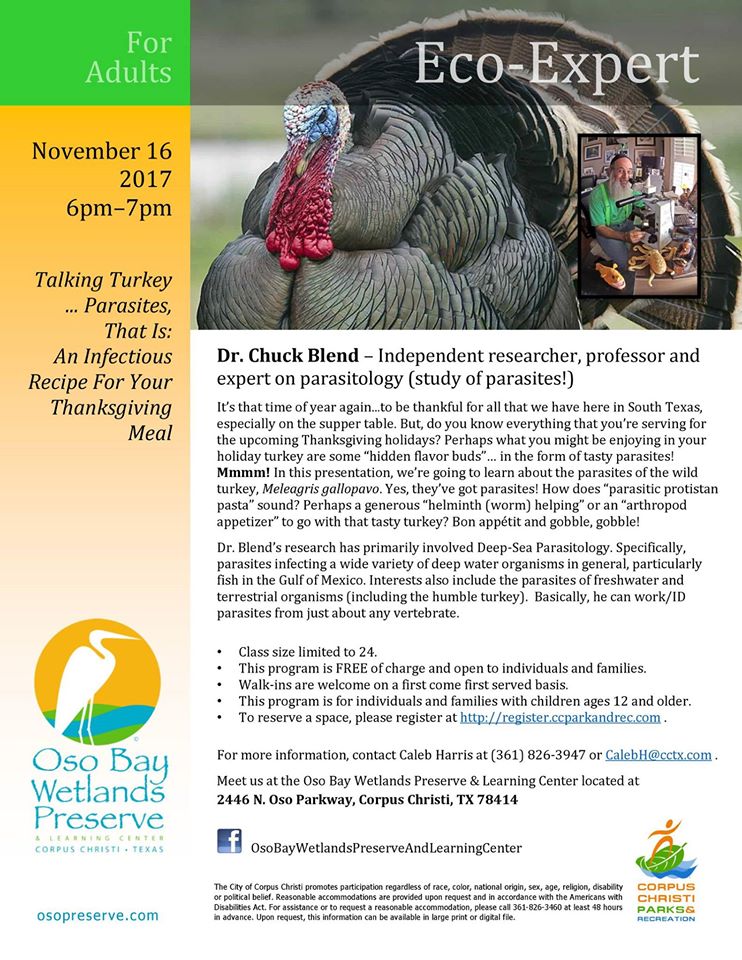 For
Adults
Eco-Expert
November 16
2017
6pm–7pm
Talking Turkey
... Parasites,
That Is:
An Infectious
Recipe For Your
Thanksgiving
Meal
Dr. Chuck Blend – Independent researcher, professor and
expert on parasitology (study of parasites!)
It's that time of year again...to be thankful for all that we have here in South Texas,
especially on the supper table. But, do you know everything that you're serving for
the upcoming Thanksgiving holidays? Perhaps what you might be enjoying in your
holiday turkey are some “hidden flavor buds”... in the form of tasty parasites!
Mmmm! In this presentation, we're going to learn about the parasites of the wild
turkey, Meleagris gallopavo. Yes, they've got parasites! How does “parasitic protistan
pasta” sound? Perhaps a generous “helminth (worm) helping” or an “arthropod
appetizer” to go with that tasty turkey? Bon appétit and gobble, gobble!
Dr. Blend's research has primarily involved Deep-Sea Parasitology. Specifically,
parasites infecting a wide variety of deep water organisms in general, particularly
fish in the Gulf of Mexico. Interests also include the parasites of freshwater and
terrestrial organisms (including the humble turkey). Basically, he can work/ID
parasites from just about any vertebrate.
• Class size limited to 24.
• This program is FREE of charge and open to individuals and families.
• Walk-ins are welcome on a first come first served basis.
• This program is for individuals and families with children ages 12 and older.
• To reserve a space, please register at http://register.ccparkandrec.com .
For more information, contact Caleb Harris at (361) 826-3947 or CalebH@cctx.com .
Meet us at the Oso Bay Wetlands Preserve & Learning Center located at
2446 N. Oso Parkway, Corpus Christi, TX 78414
OsoBayWetlandsPreserveAndLearningCenter
Oso Bay
Wetlands
Preserve
& LEARNING CENTER
CORPUS CHRISTI • TEXAS
osopreserve.com
CORPUS
CHRISTI
PARKS&
RECREATION
The City of Corpus Christi promotes participation regardless of race, color, national origin, sex, age, religion, disability
or political belief. Reasonable accommodations are provided upon request and in accordance with the Americans with
Disabilities Act. For assistance or to request a reasonable accommodation, please call 361-826-3460 at least 48 hours
in advance. Upon request, this information can be available in large print or digital file.